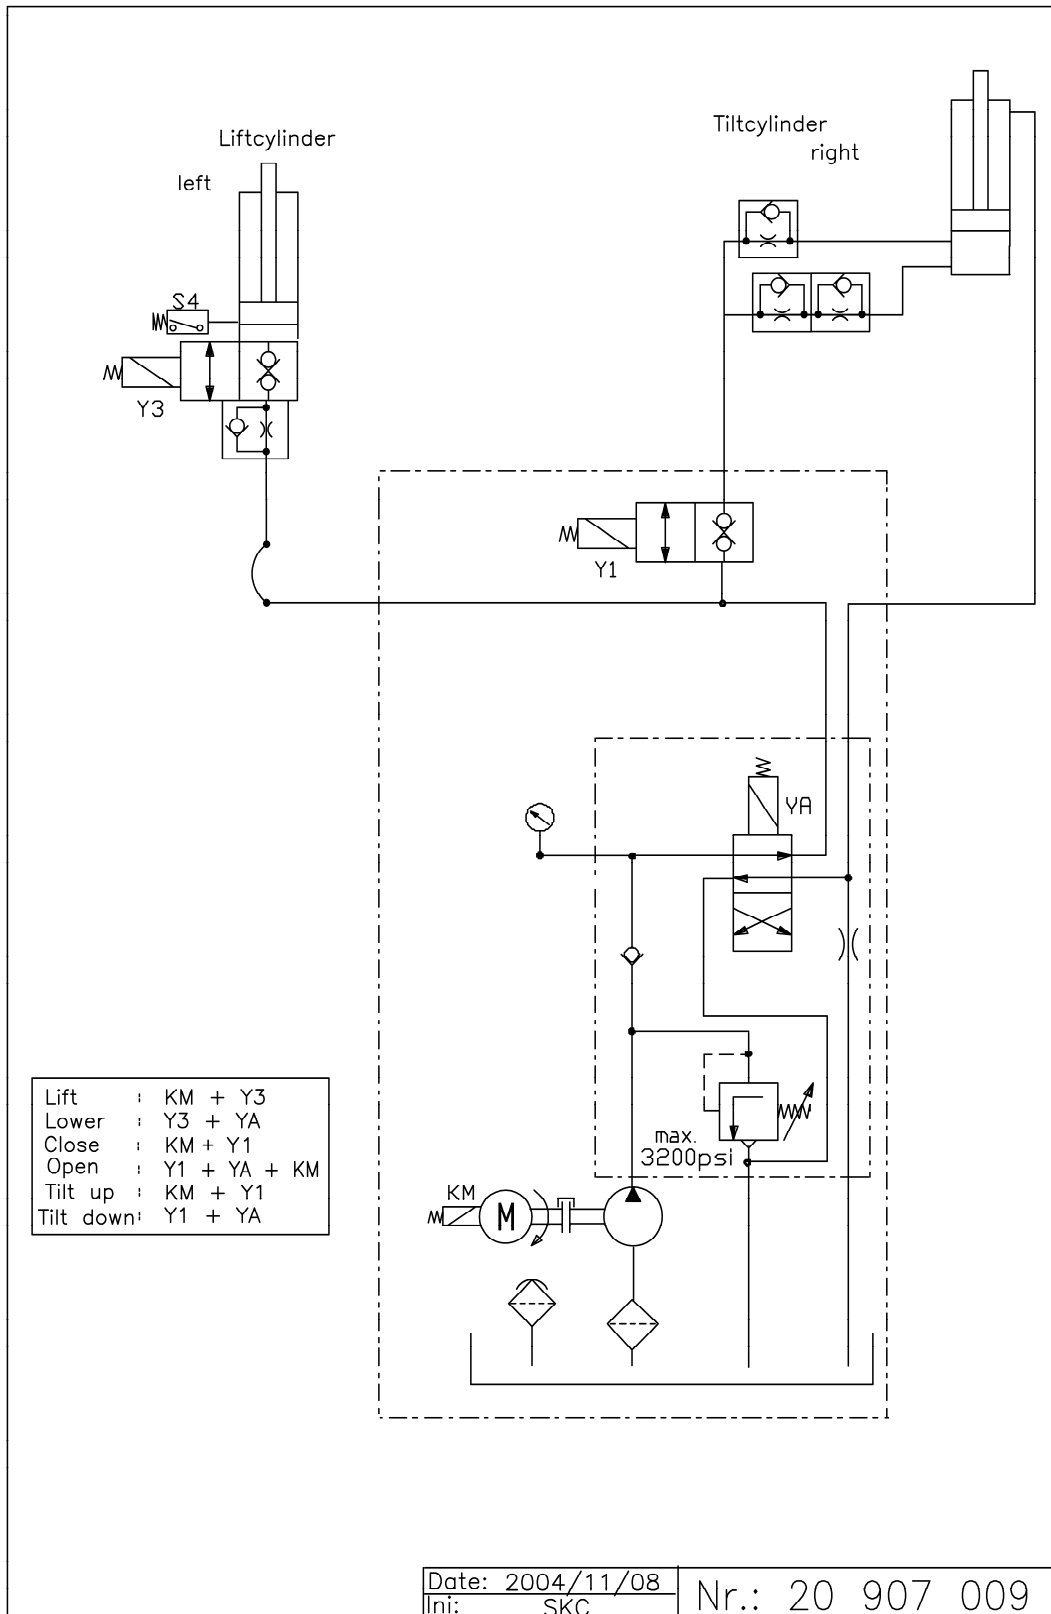 Liftcylinder
left
Tiltcylinder
right
S4
Y3
Y1
YA
max.
3200psi
KM
M
Lift : KM + Y3
Lower : Y3 + YA
Close : KM + Y1
Open : Y1 + YA + KM
Tilt up : KM + Y1
Tilt down: Y1 + YA
Date: 2004/11/08
Ini: SKC
Nr.: 20 907 009